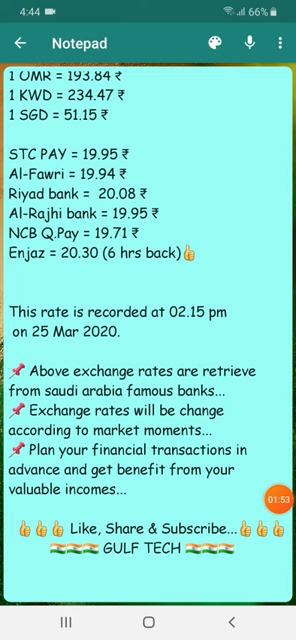 4:44 66%
Notepad
1 OMR = 193.84 ₹
1 KWD = 234.47 ₹
1 SGD = 51.15 ₹
STC PAY = 19.95 ₹
Al-Fawri = 19.94 ₹
Riyad bank =  20.08 ₹
Al-Rajhi bank = 19.95 ₹
NCB Q.Pay = 19.71 ₹
Enjaz = 20.30 (6 hrs back)👍
This rate is recorded at 02.15 pm
on 25 Mar 2020.
📌 Above exchange rates are retrieve
from saudi arabia famous banks...
📌 Exchange rates will be change
according to market moments...
📌 Plan your financial transactions in
advance and get benefit from your
valuable incomes...
01:53
👍👍👍 Like, Share & Subscribe...👍👍👍
🇮🇳🇮🇳🇮🇳 GULF TECH 🇮🇳🇮🇳🇮🇳